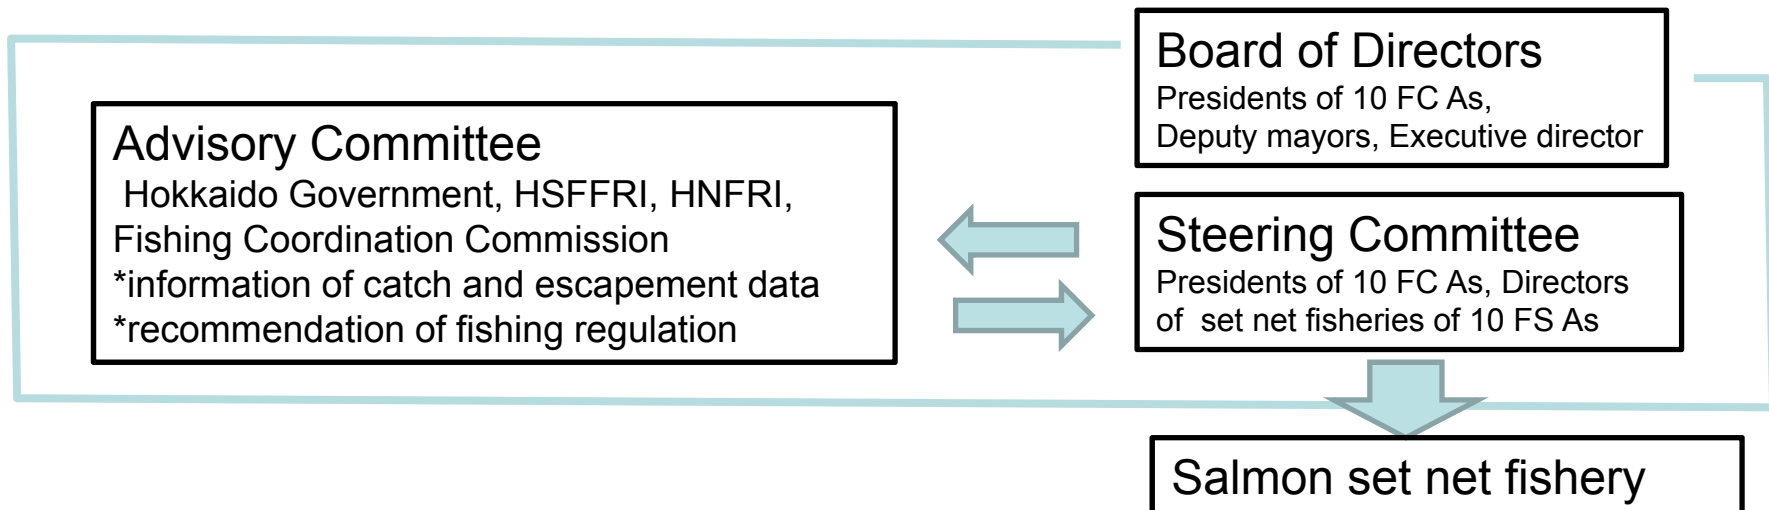 Board of Directors
Presidents of 10 FC As,
Deputy mayors, Executive director
Advisory Committee
Hokkaido Government, HSFFRI, HNFRI,
Fishing Coordination Commission
*information of catch and escapement data
*recommendation of fishing regulation
Steering Committee
Presidents of 10 FC As, Directors
of set net fisheries of 10 FS As
Salmon set net fishery